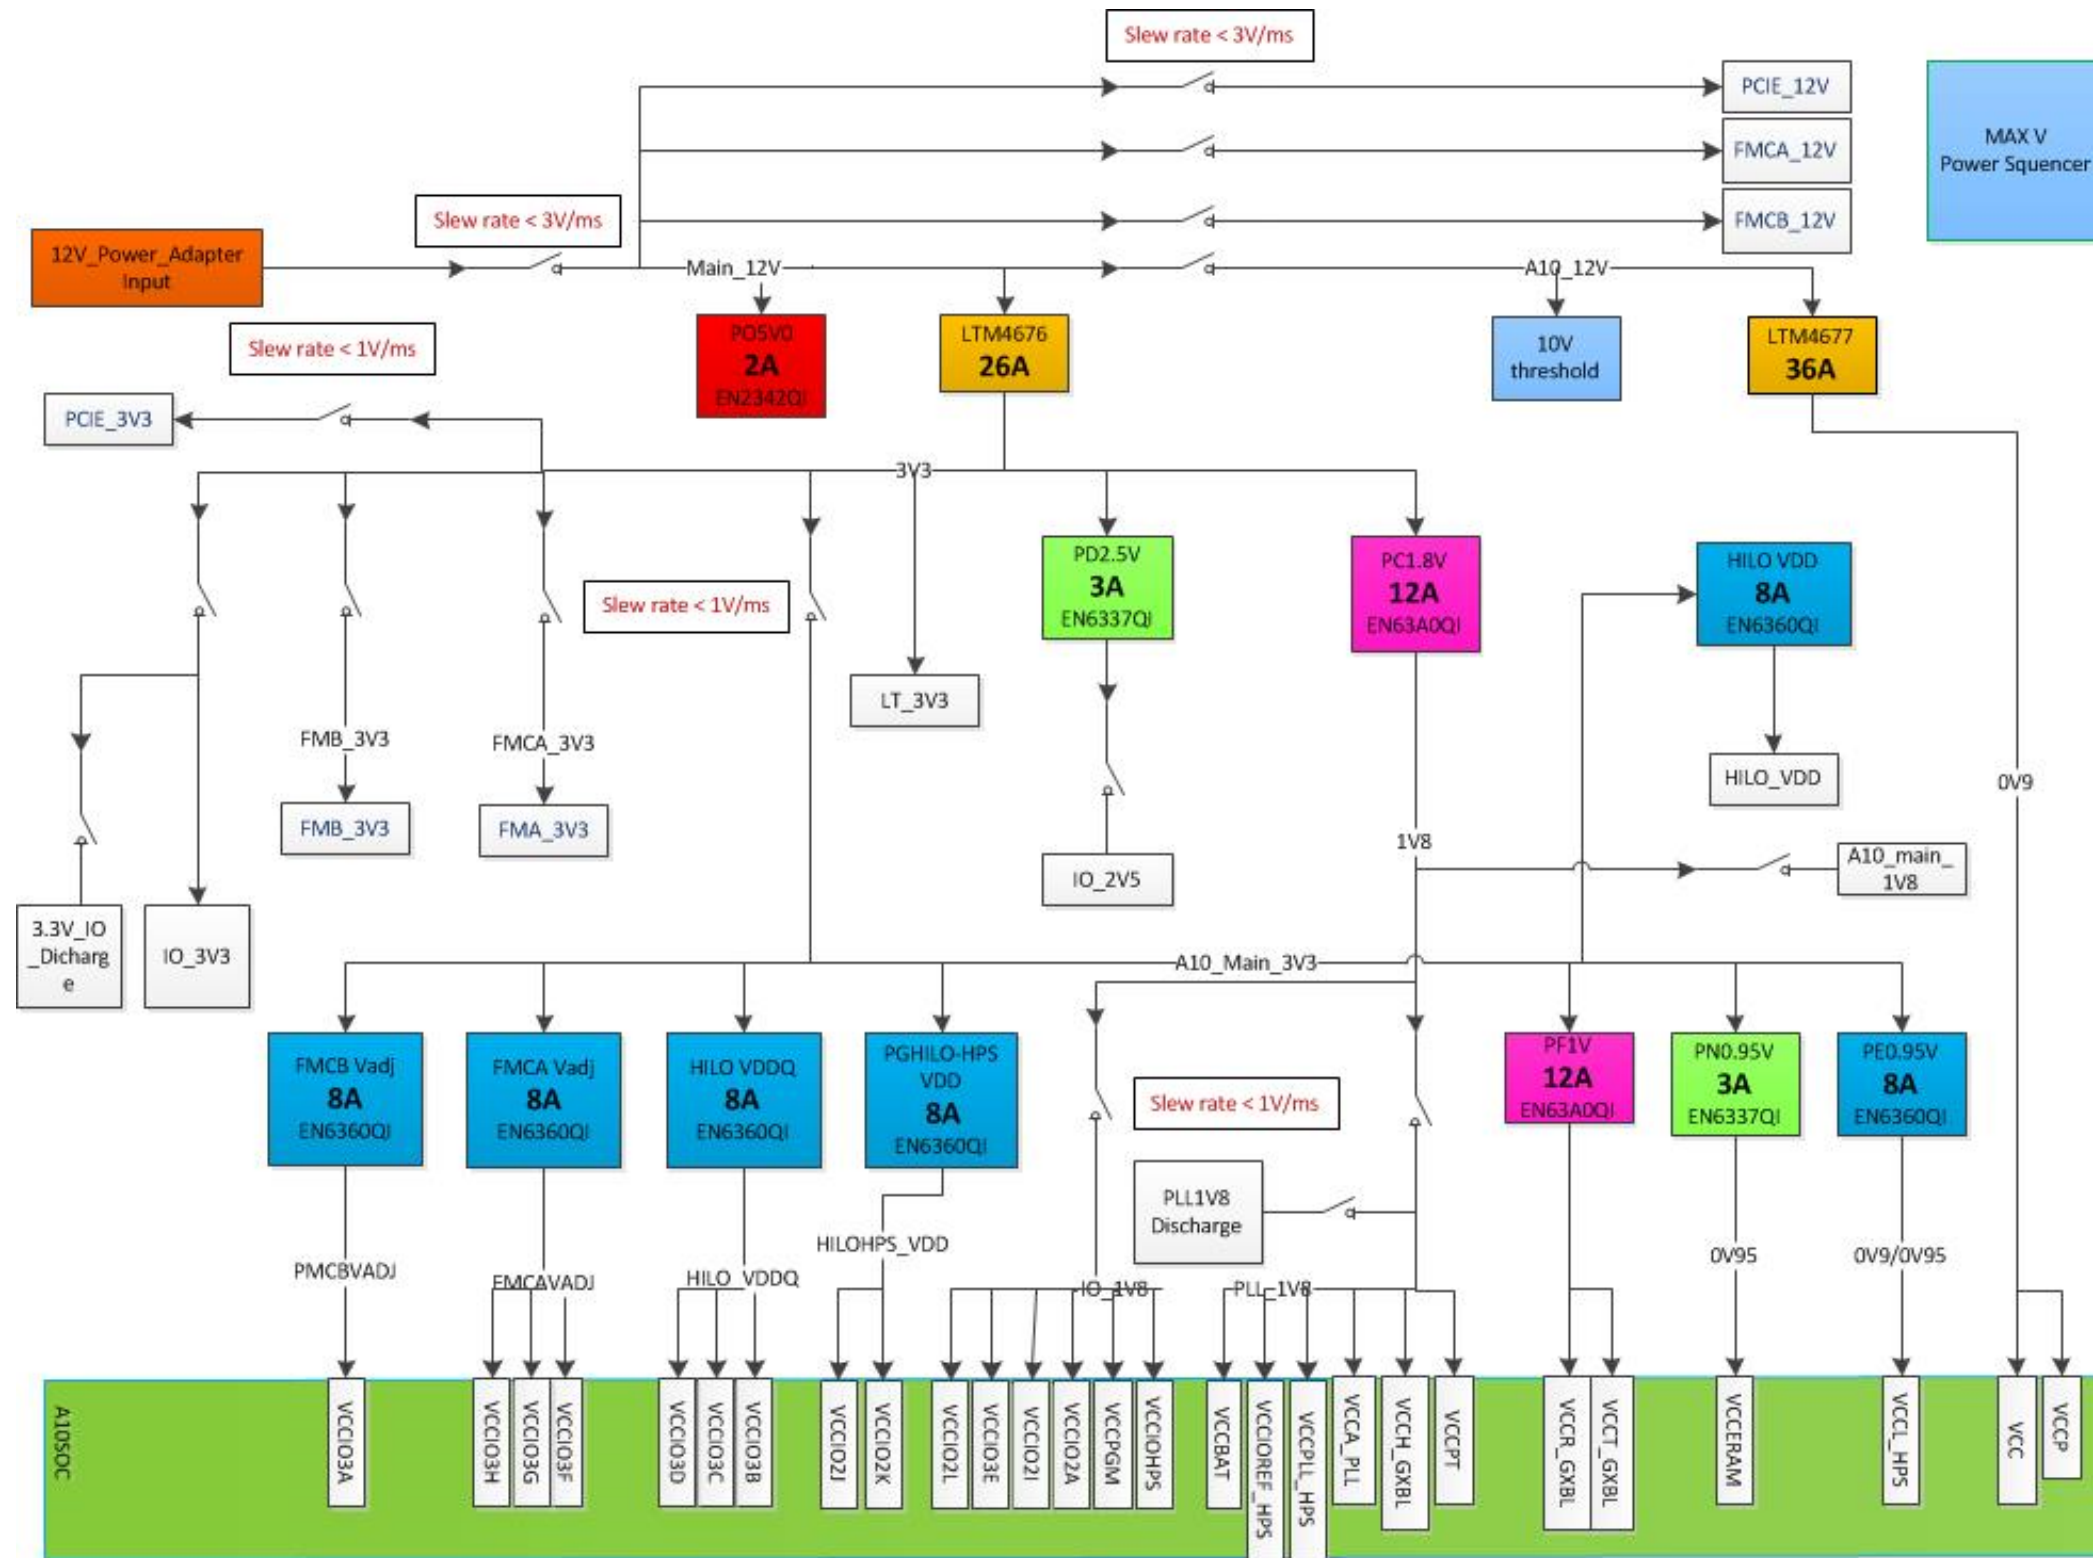 Slew rate < 3V/ms
PCIE_12V
FMCA_12V
MAX V
Power Squencer
Slew rate < 3V/ms
FMCB_12V
12V_Power_Adapter
Input
Main_12V
A10_12V
PO5V0
2A
EN2342QI
LTM4676
26A
10V
threshold
LTM4677
36A
Slew rate < 1V/ms
PCIE_3V3
3V3
PD2.5V
3A
EN6337QI
PC1.8V
12A
EN63A0QI
HILO VDD
8A
EN6360QI
Slew rate < 1V/ms
LT_3V3
FMB_3V3
FMCA_3V3
HILO_VDD
0V9
FMB_3V3
FMA_3V3
1V8
A10_main_
1V8
IO_2V5
3.3V_IO
_Dicharg
e
IO_3V3
A10_Main_3V3
FMCB Vadj
8A
EN6360QI
FMCA Vadj
8A
EN6360QI
HILO VDDQ
8A
EN6360QI
PGHILO-HPS
VDD
8A
EN6360QI
Slew rate < 1V/ms
PF1V
12A
EN63A0QI
PN0.95V
3A
EN6337QI
PE0.95V
8A
EN6360QI
PLL1V8
Discharge
HILOHPS_VDD
0V95
0V9/0V95
PMCBVADJ
FMCAVADJ
HILO_VDDQ
IO_1V8
PLL_1V8
A10SOC
VCCIO3A
VCCIO3H
VCCIO3G
VCCIO3F
VCCIO3D
VCCIO3C
VCCIO3B
VCCIO2J
VCCIO2K
VCCIO2L
VCCIO3E
VCCIO2I
VCCIO2A
VCCPGM
VCCIOHPS
VCCBAT
VCCIOREF_HPS
VCCPLL_HPS
VCCA_PLL
VCCH_GXBL
VCCPT
VCCR_GXBL
VCCT_GXBL
VCCERAM
VCCL_HPS
VCC
VCCP